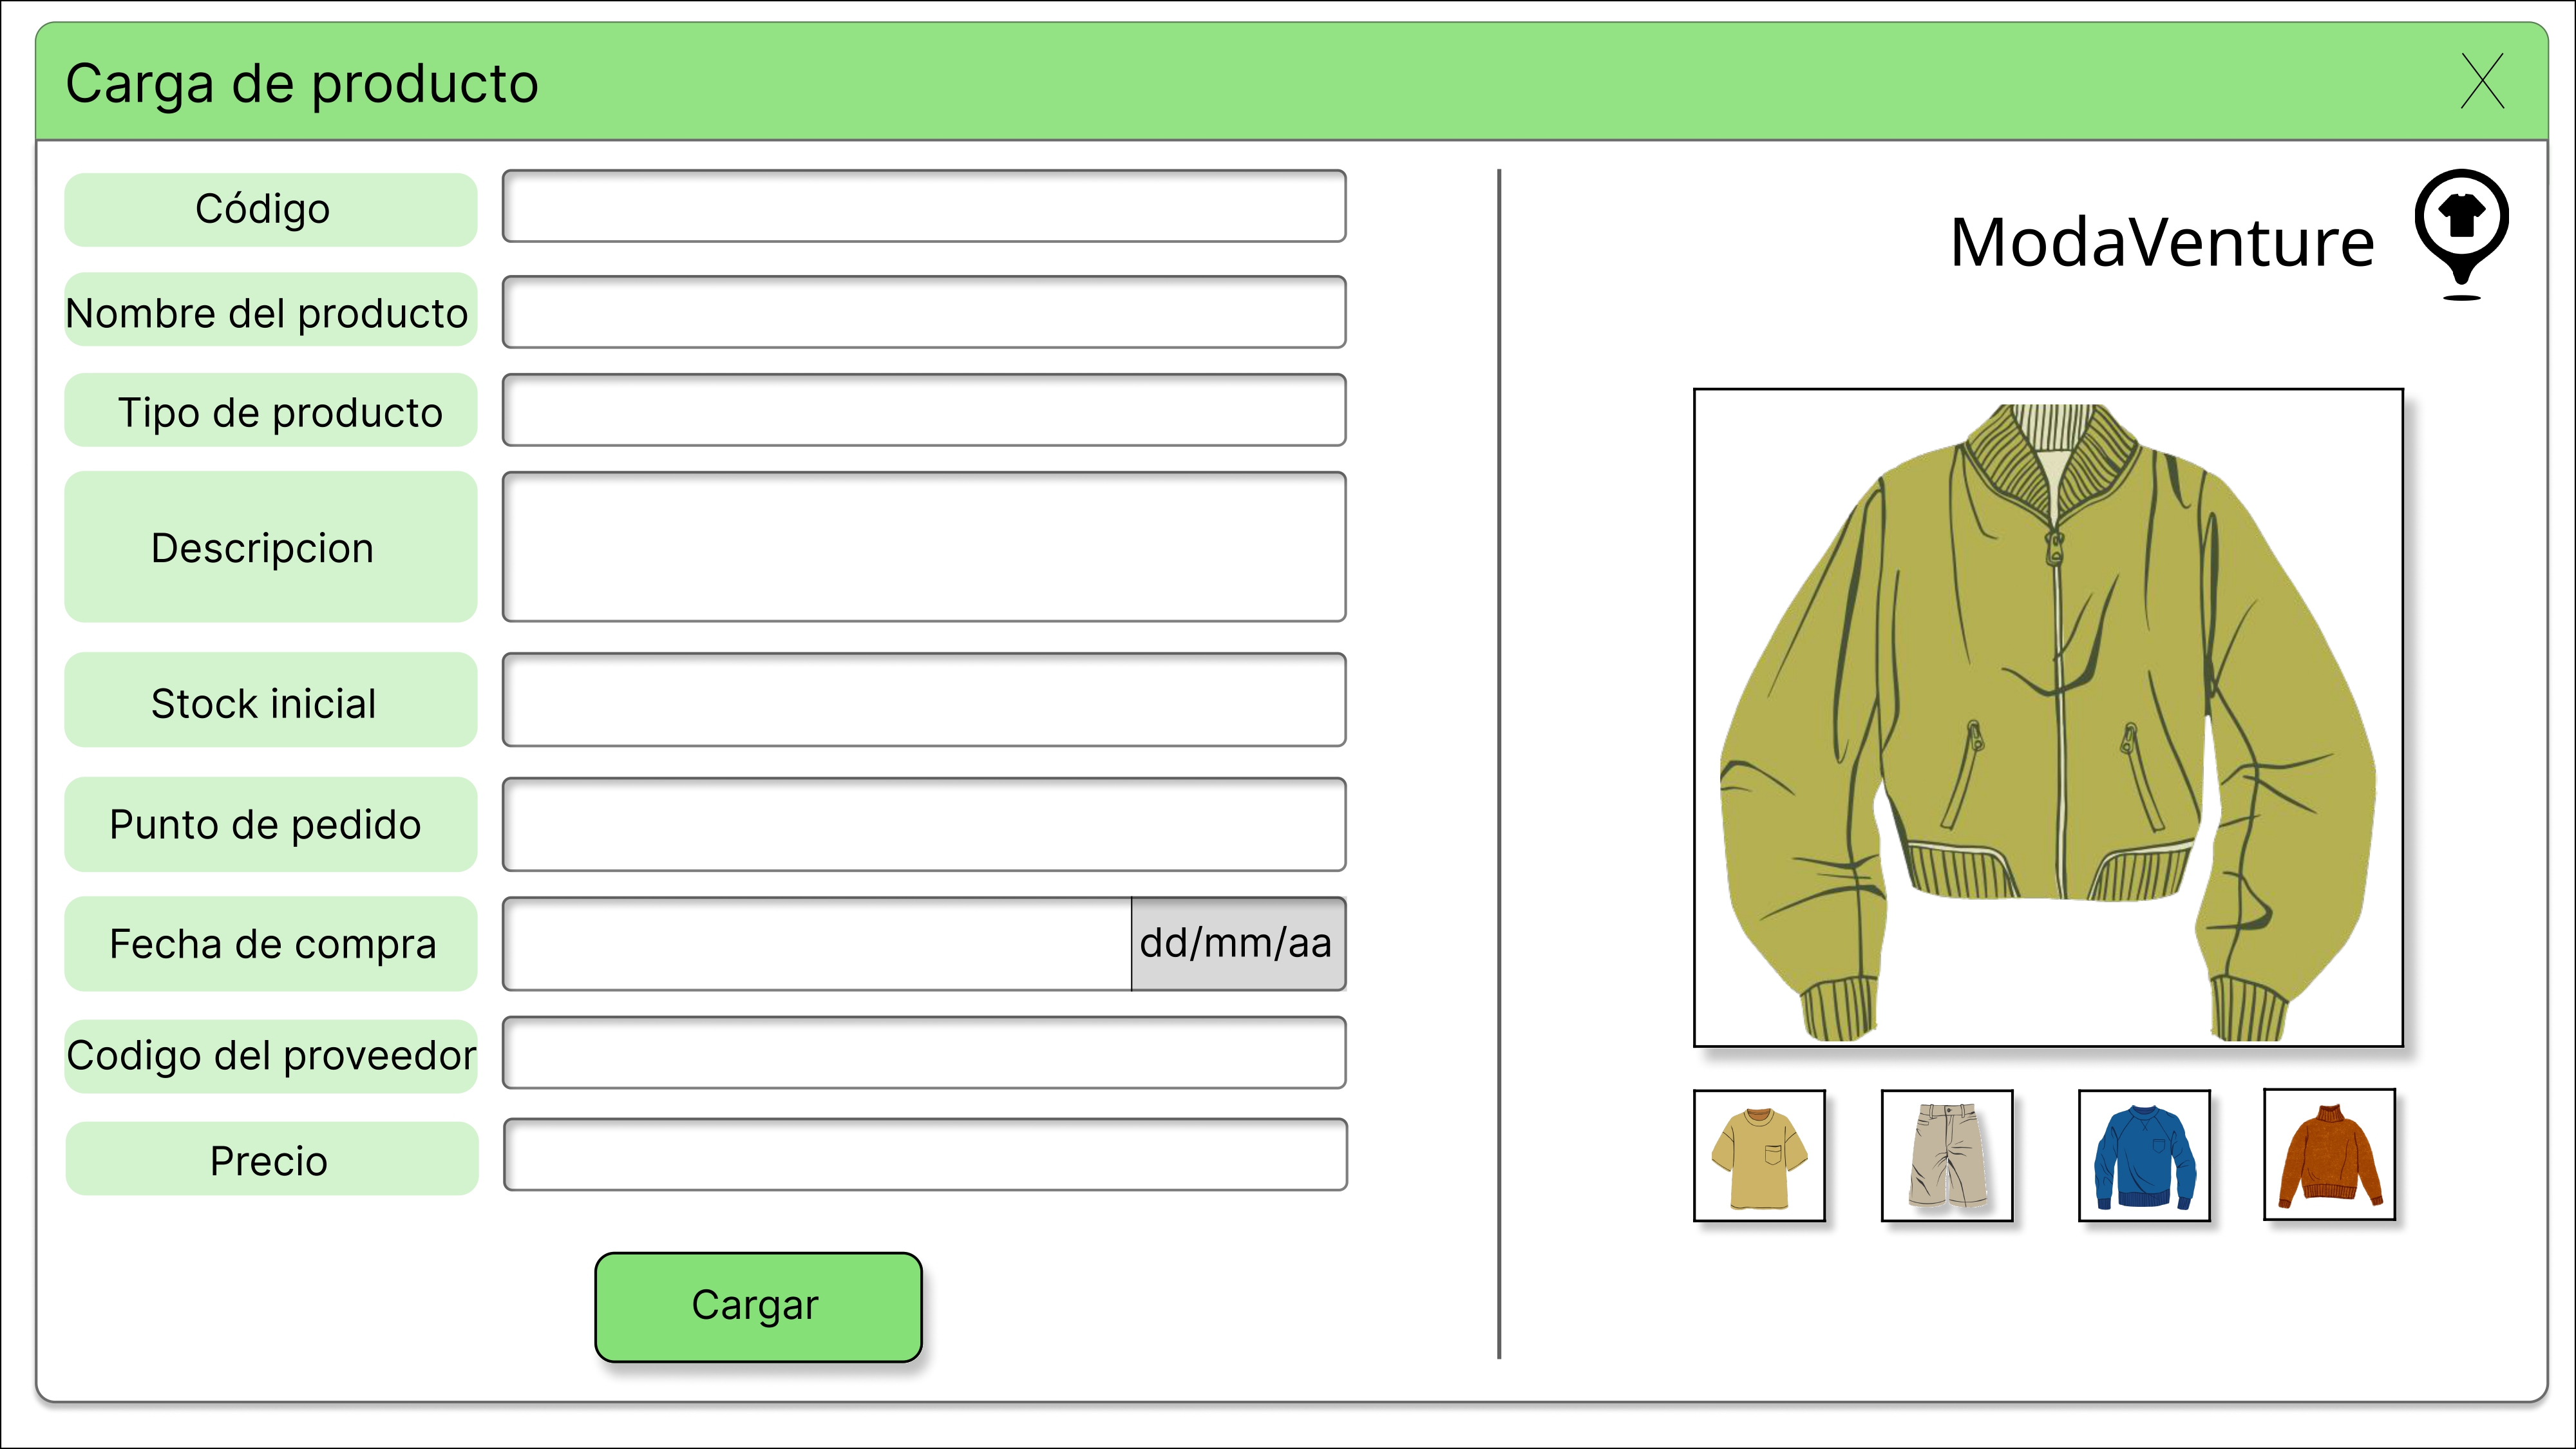 Carga de producto
Código
Nombre del producto
Tipo de producto
Descripcion
Stock inicial
Punto de pedido
Fecha de compra
dd/mm/aa
Codigo del proveedor
Precio
Cargar
ModaVenture